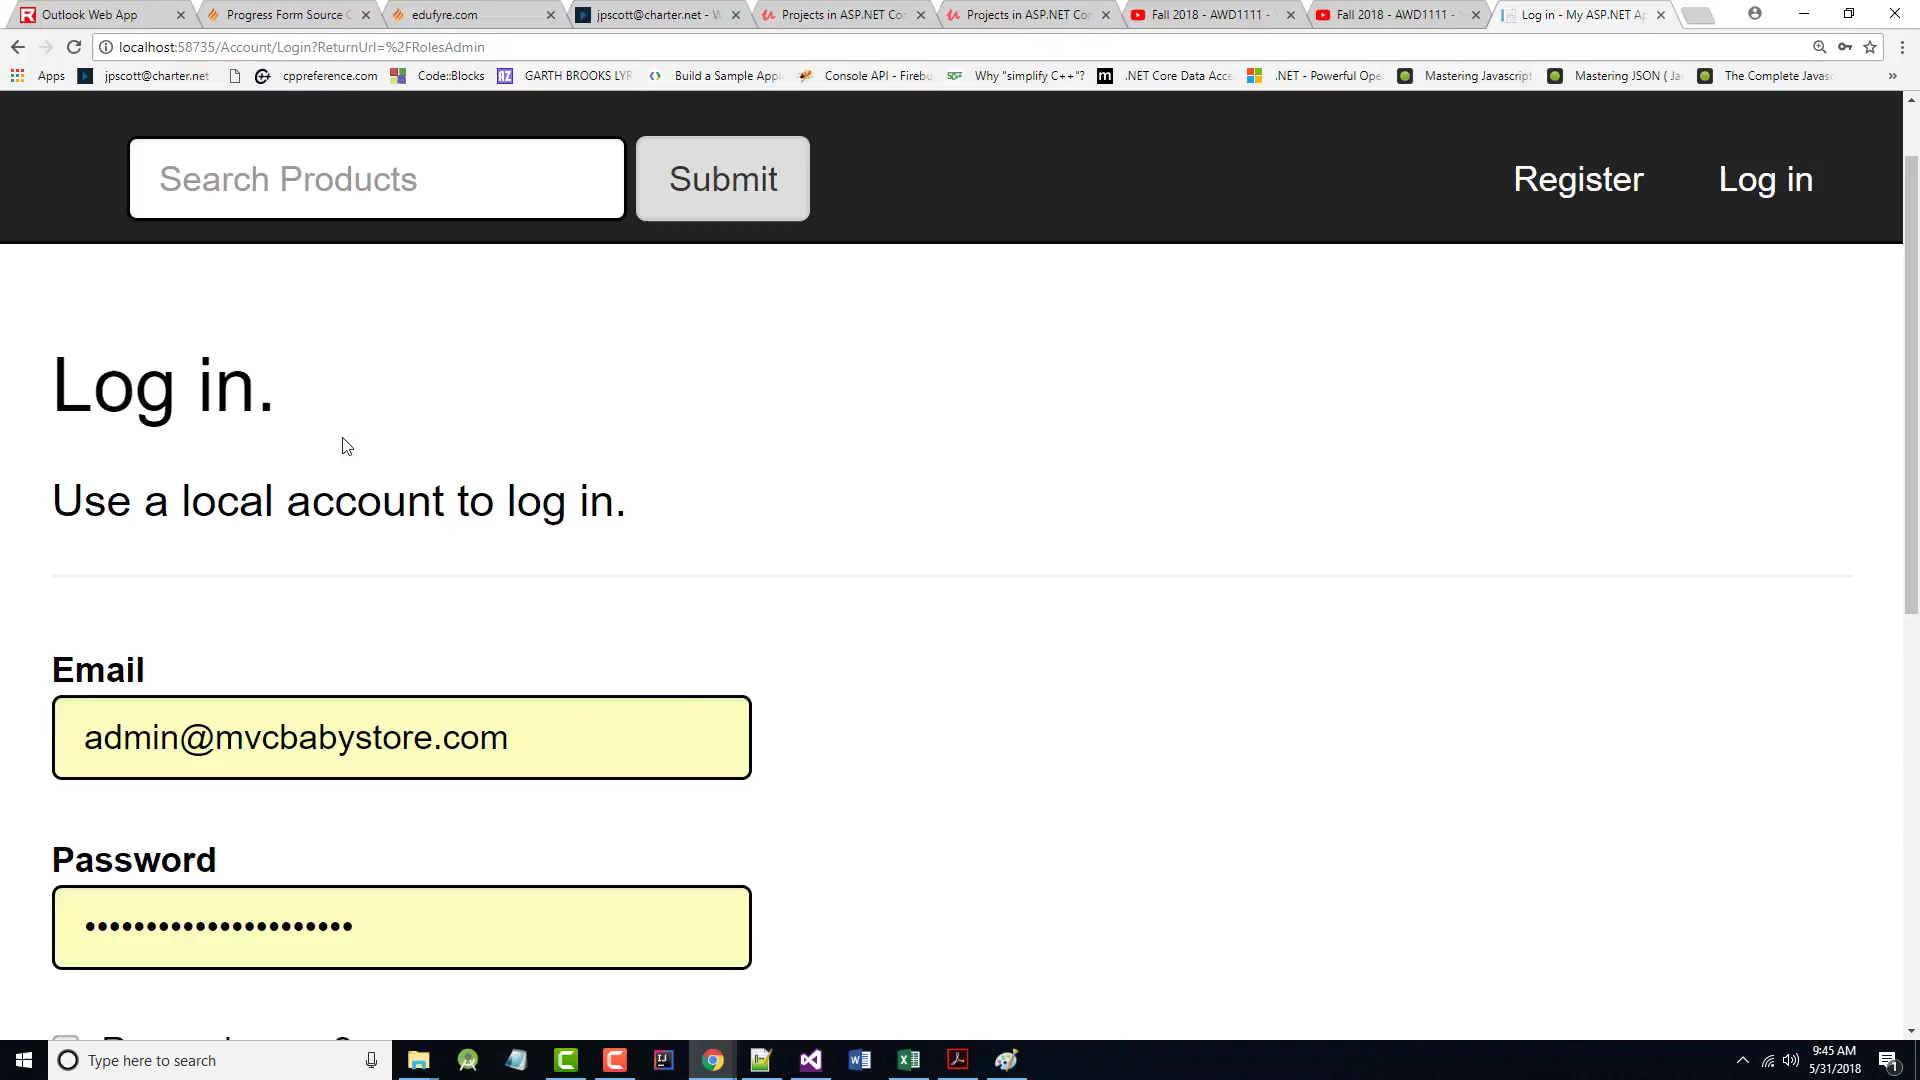 Outlook Web App
Progress Form Source C
edufyre.com
jpscott@charter.net - W
Projects in ASP.NET Cor
Projects in ASP.NET Cor
Fall 2018 - AWD1111 -
Fall 2018 - AWD1111 -
Log in - My ASP.NET Ap
localhost:58735/Account/Login?ReturnUrl=%2FRolesAdmin
Apps
jpscott@charter.net
cppreference.com
Code::Blocks
GARTH BROOKS LYR
Build a Sample Appl
Console API - Firebu
Why "simplify C++"?
.NET Core Data Acce
.NET - Powerful Ope
Mastering Javascript
Mastering JSON ( Ja
The Complete Javas
Search Products
Submit
Register
Log in
Log in.
Use a local account to log in.
Email
admin@mvcbabystore.com
Password
Type here to search
9:45 AM
5/31/2018